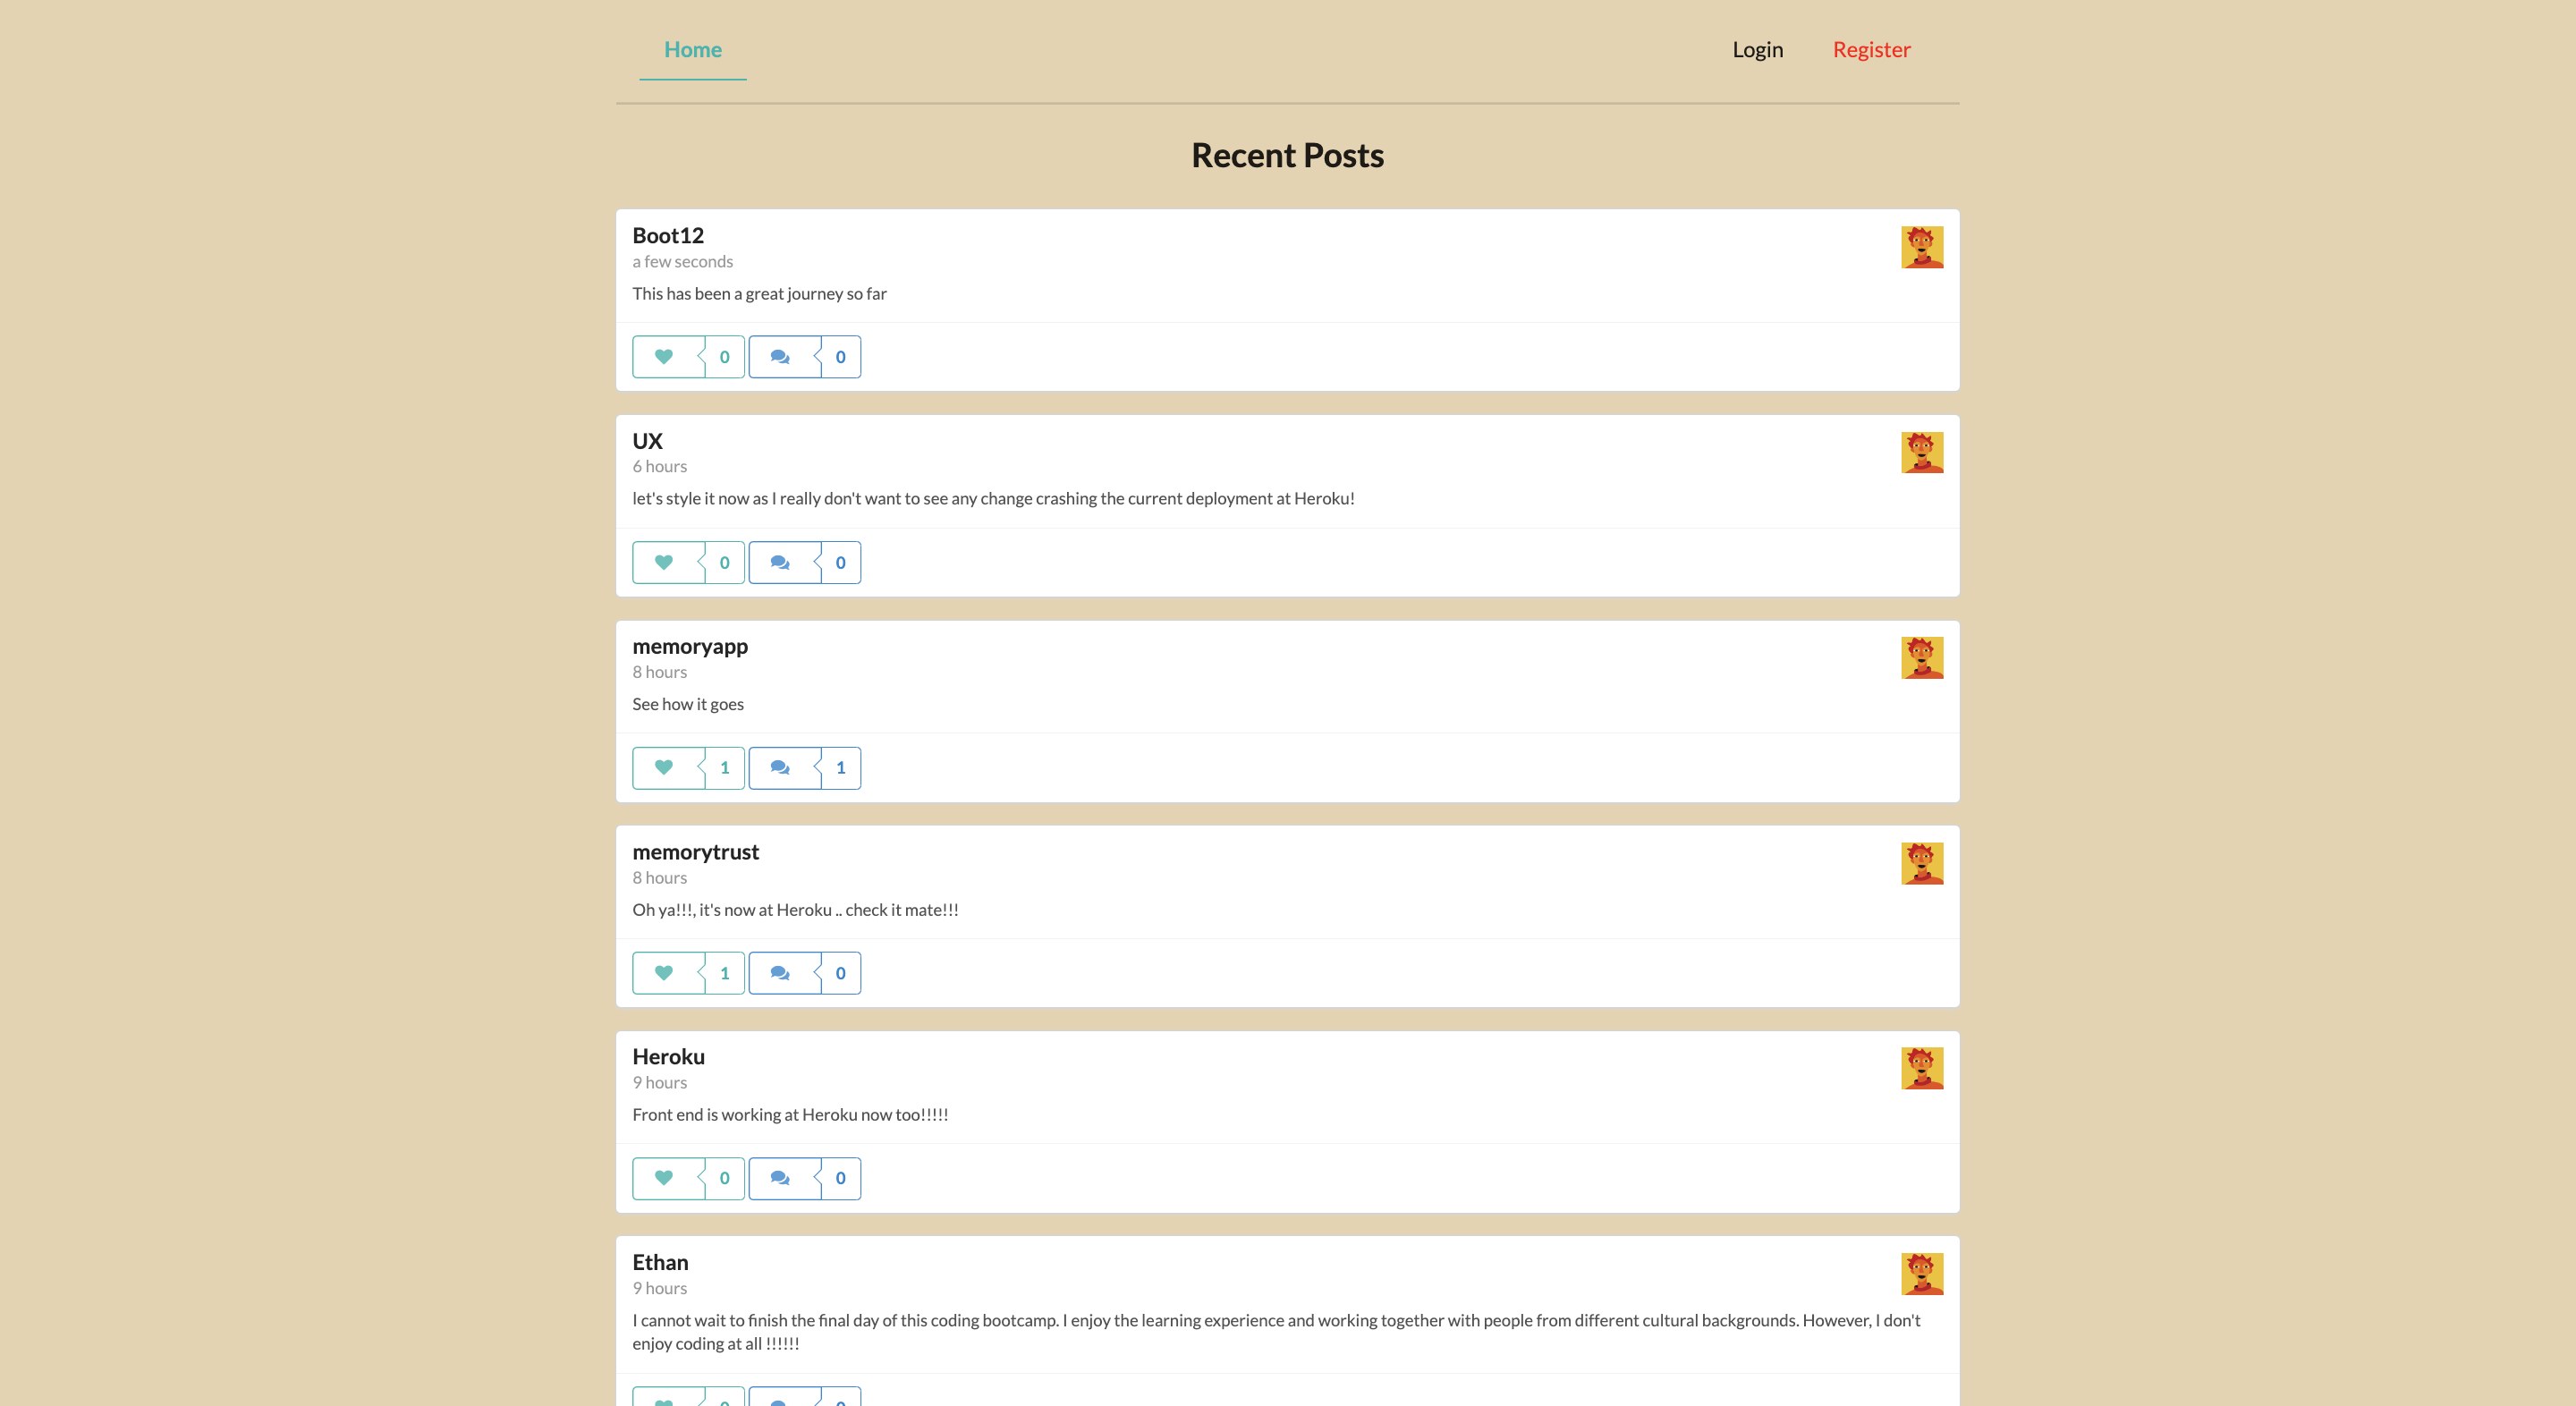 Home
Login
Register
Recent Posts
Boot12
a few seconds
This has been a great journey so far
0
0
UX
6 hours
let's style it now as I really don't want to see any change crashing the current deployment at Heroku!
0
0
memoryapp
8 hours
See how it goes
1
1
memorytrust
8 hours
Oh ya!!!, it's now at Heroku .. check it mate!!!
1
0
Heroku
9 hours
Front end is working at Heroku now too!!!!!
0
0
Ethan
9 hours
I cannot wait to finish the final day of this coding bootcamp. I enjoy the learning experience and working together with people from different cultural backgrounds. However, I don't
enjoy coding at all !!!!!!